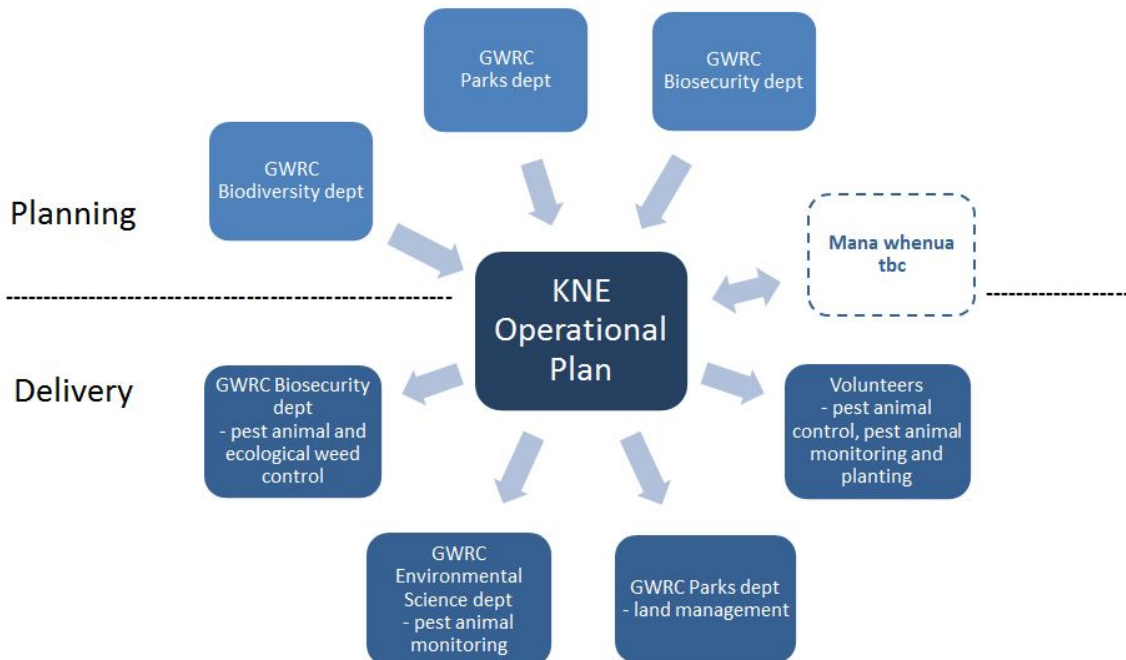 GWRC
Parks dept
GWRC
Biosecurity dept
GWRC
Biodiversity dept
Planning
Mana whenua
tbc
KNE
Operational
Plan
Delivery
GWRC Biosecurity
dept
- pest animal and
ecological weed
control
Volunteers
- pest animal
control, pest animal
monitoring and
planting
GWRC
Environmental
Science dept
- pest animal
monitoring
GWRC Parks dept
- land management